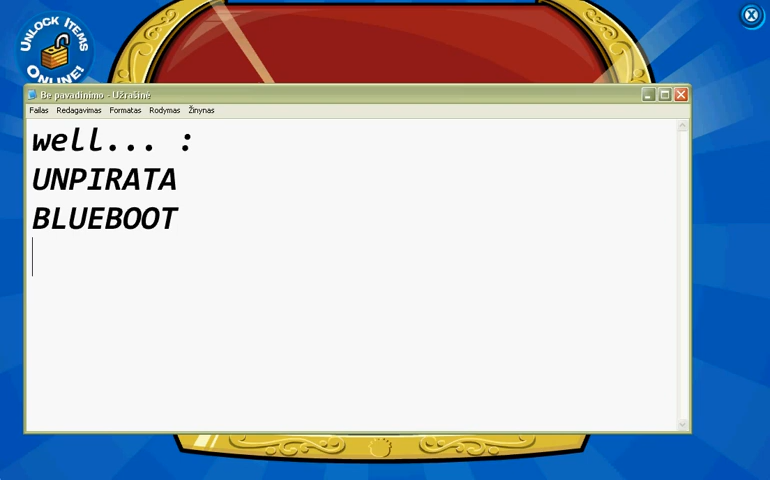 UNLOCK ITEMS
ONLINE!
Be pavadinimo - Užrašinė
Failas Redagavimas Formatas Rodymas Žinynas
well... :
UNPIRATA
BLUEBOOT